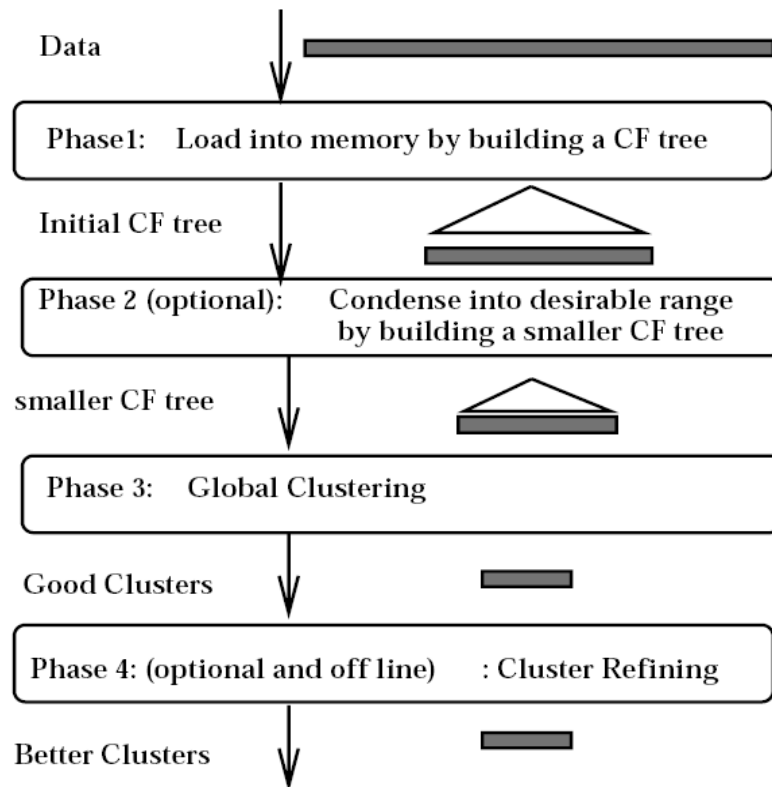 Data
Phase1: Load into memory by building a CF tree
Initial CF tree
Phase 2 (optional): Condense into desirable range
by building a smaller CF tree
smaller CF tree
Phase 3: Global Clustering
Good Clusters
Phase 4: (optional and off line) : Cluster Refining
Better Clusters